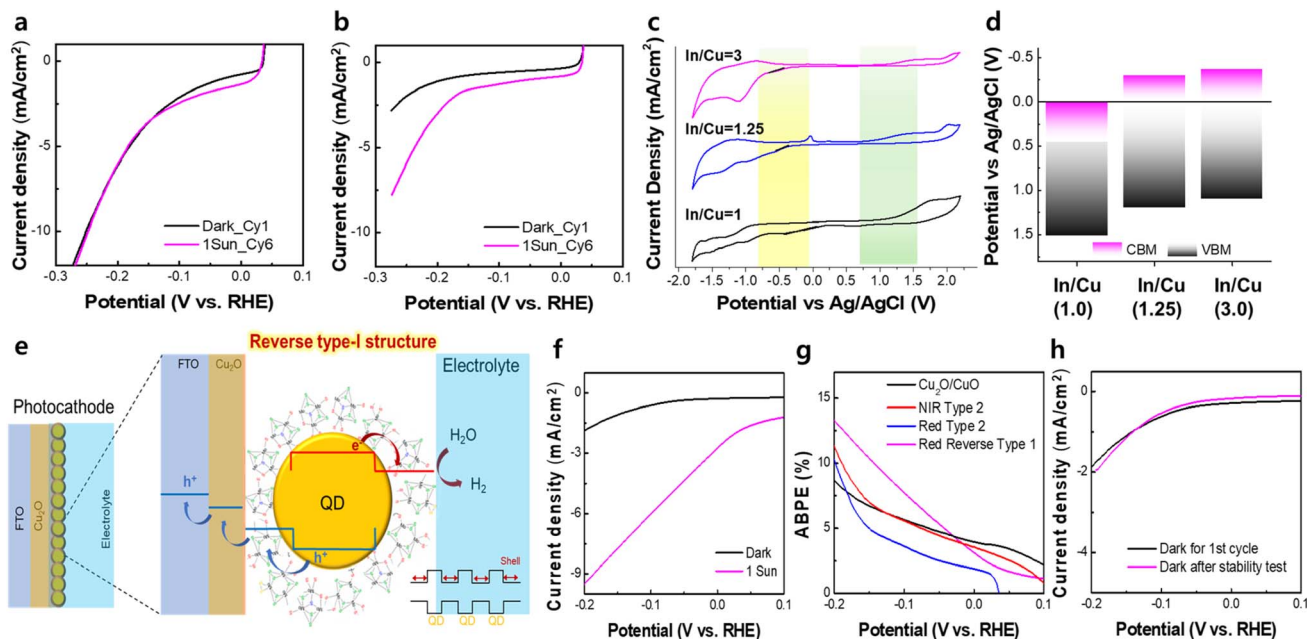 a
Current density (mA/cm²)
0
-5
-10
Dark_Cy1
1Sun_Cy6
-0.3
-0.2
-0.1
0.0
0.1
Potential (V vs. RHE)
b
Current density (mA/cm²)
0
-5
-10
Dark_Cy1
1Sun_Cy6
-0.3
-0.2
-0.1
0.0
0.1
Potential (V vs. RHE)
c
Current Density (mA/cm²)
In/Cu=3
In/Cu=1.25
In/Cu=1
-2.0 -1.5 -1.0 -0.5 0.0 0.5 1.0 1.5 2.0
Potential vs Ag/AgCl (V)
d
Potential vs Ag/AgCl (V)
-0.5
0.0
0.5
1.0
1.5
CBM
VBM
In/Cu
(1.0)
In/Cu
(1.25)
In/Cu
(3.0)
e
Reverse type-I structure
Photocathode
FTO
Cu₂O
Electrolyte
FTO
Cu₂O
h⁺
QD
e⁻
h⁺
Electrolyte
H₂O
H₂
Shell
QD QD QD
f
Current density (mA/cm²)
0
-3
-6
-9
Dark
1 Sun
-0.2
-0.1
0.0
0.1
Potential (V vs. RHE)
g
ABPE (%)
15
10
5
0
Cu₂O/CuO
NIR Type 2
Red Type 2
Red Reverse Type 1
-0.2
-0.1
0.0
0.1
Potential (V vs. RHE)
h
Current density (mA/cm²)
0
-2
-4
Dark for 1st cycle
Dark after stability test
-0.2
-0.1
0.0
0.1
Potential (V vs. RHE)